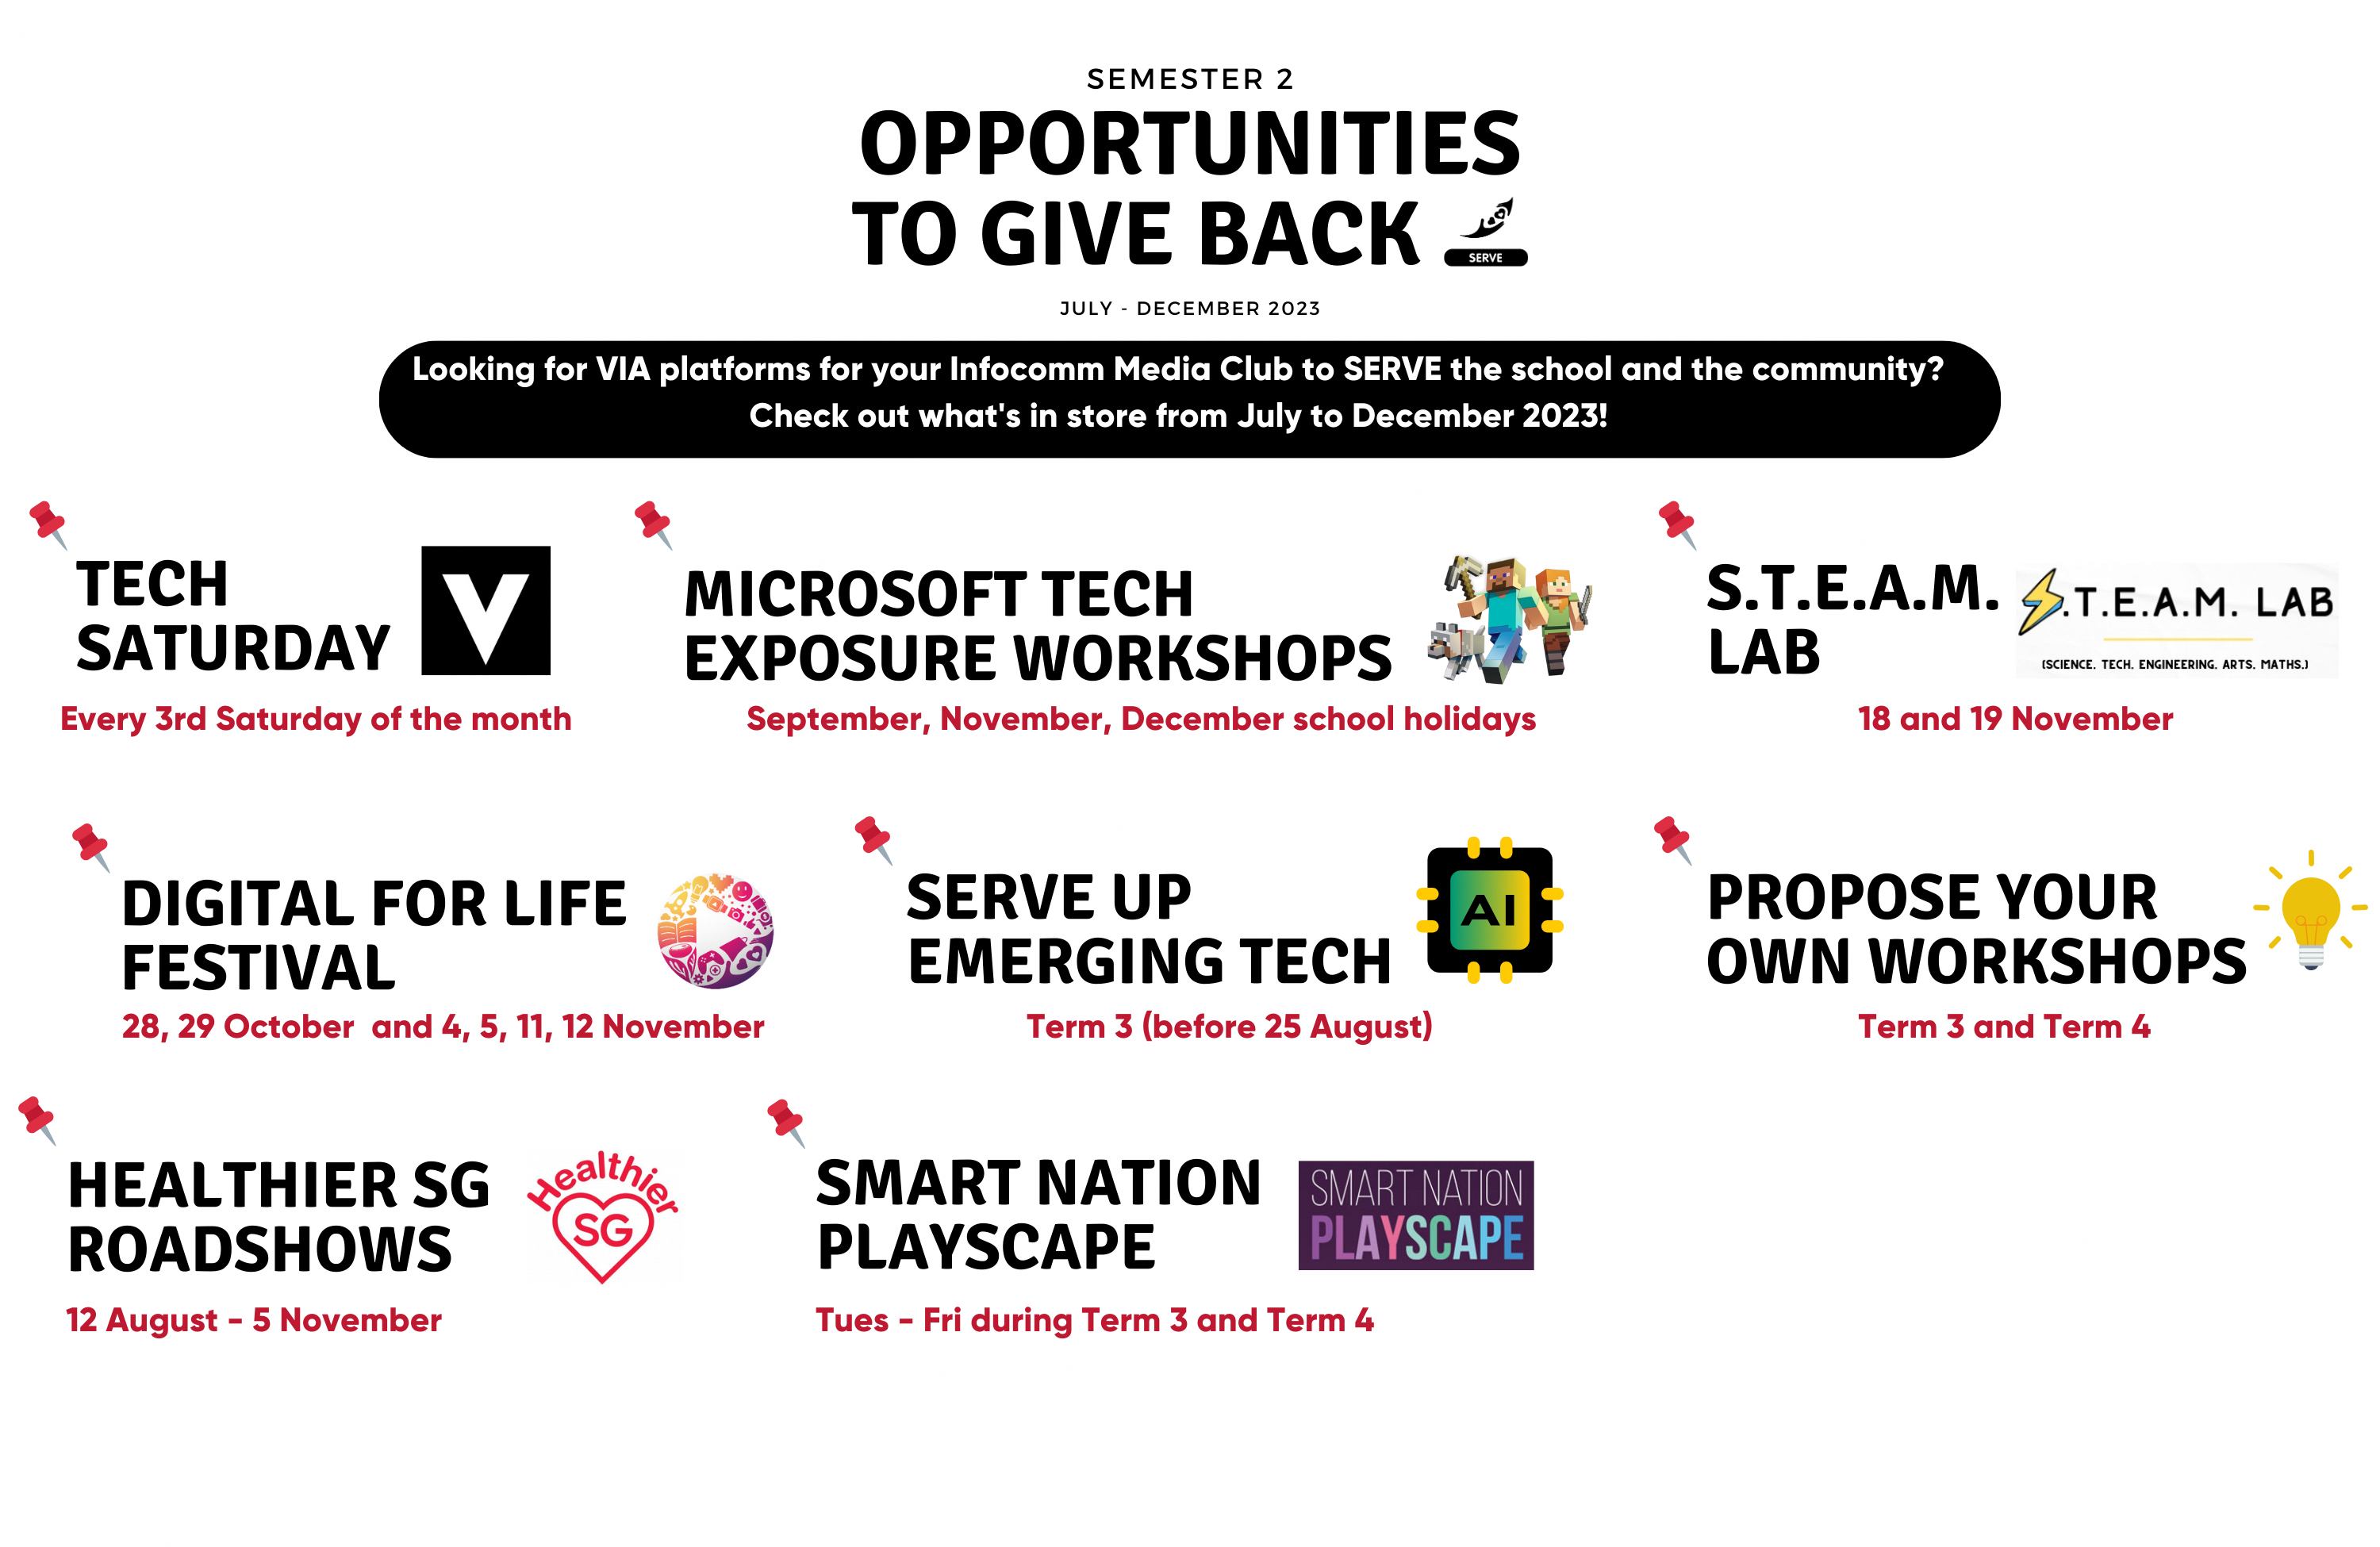 SEMESTER 2
OPPORTUNITIES
TO GIVE BACK
SERVE
JULY - DECEMBER 2023
Looking for VIA platforms for your Infocomm Media Club to SERVE the school and the community?
Check out what's in store from July to December 2023!
TECH
SATURDAY
V
Every 3rd Saturday of the month
MICROSOFT TECH
EXPOSURE WORKSHOPS
September, November, December school holidays
S.T.E.A.M.
LAB
S.T.E.A.M. LAB
(SCIENCE. TECH. ENGINEERING. ARTS. MATHS.)
18 and 19 November
DIGITAL FOR LIFE
FESTIVAL
28, 29 October and 4, 5, 11, 12 November
SERVE UP
EMERGING TECH
AI
Term 3 (before 25 August)
PROPOSE YOUR
OWN WORKSHOPS
Term 3 and Term 4
HEALTHIER SG
ROADSHOWS
Healthier
SG
12 August - 5 November
SMART NATION
PLAYSCAPE
SMART NATION
PLAYSCAPE
Tues - Fri during Term 3 and Term 4